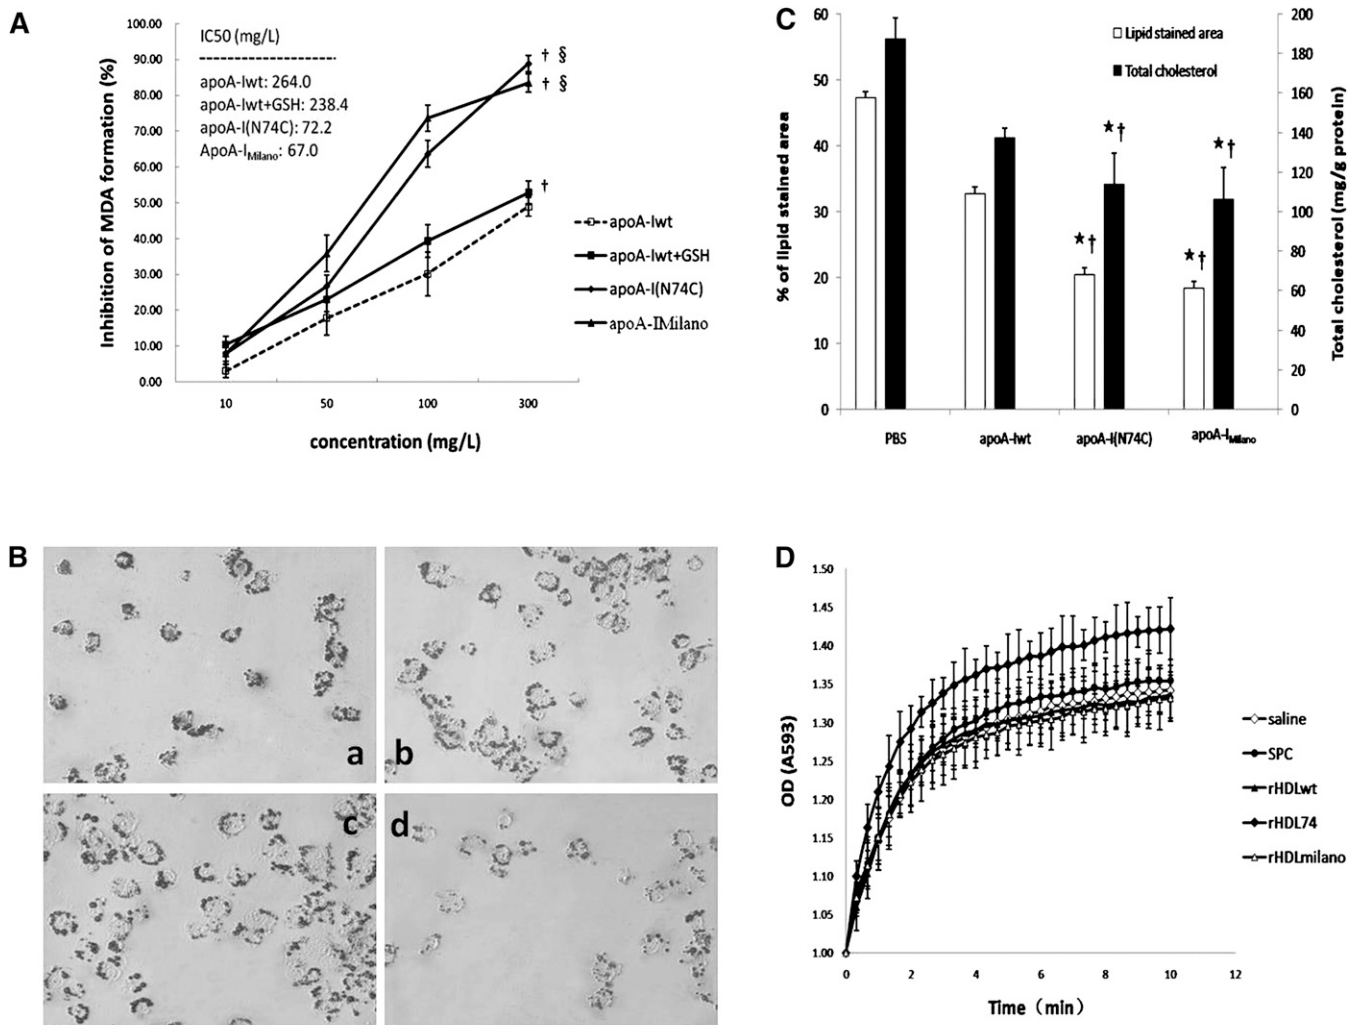 A
100.00
90.00
80.00
70.00
60.00
50.00
40.00
30.00
20.00
10.00
0.00
Inhibition of MDA formation (%)
IC50 (mg/L)
apoA-Iwt: 264.0
apoA-Iwt+GSH: 238.4
apoA-I(N74C): 72.2
ApoA-IMilano: 67.0
† §
† §
†
10 50 100 300
concentration (mg/L)
apoA-Iwt
apoA-Iwt+GSH
apoA-I(N74C)
apoA-IMilano
C
60
50
40
30
20
10
0
% of lipid stained area
Lipid stained area
Total cholesterol
★†
★†
★†
★†
200
180
160
140
120
100
80
60
40
20
0
Total cholesterol (mg/g protein)
PBS apoA-Iwt apoA-I(N74C) apoA-IMilano
B
a
b
c
d
D
1.50
1.45
1.40
1.35
1.30
1.25
1.20
1.15
1.10
1.05
1.00
OD (A593)
0 2 4 6 8 10 12
Time (min)
saline
SPC
rHDLwt
rHDL74
rHDLmilano